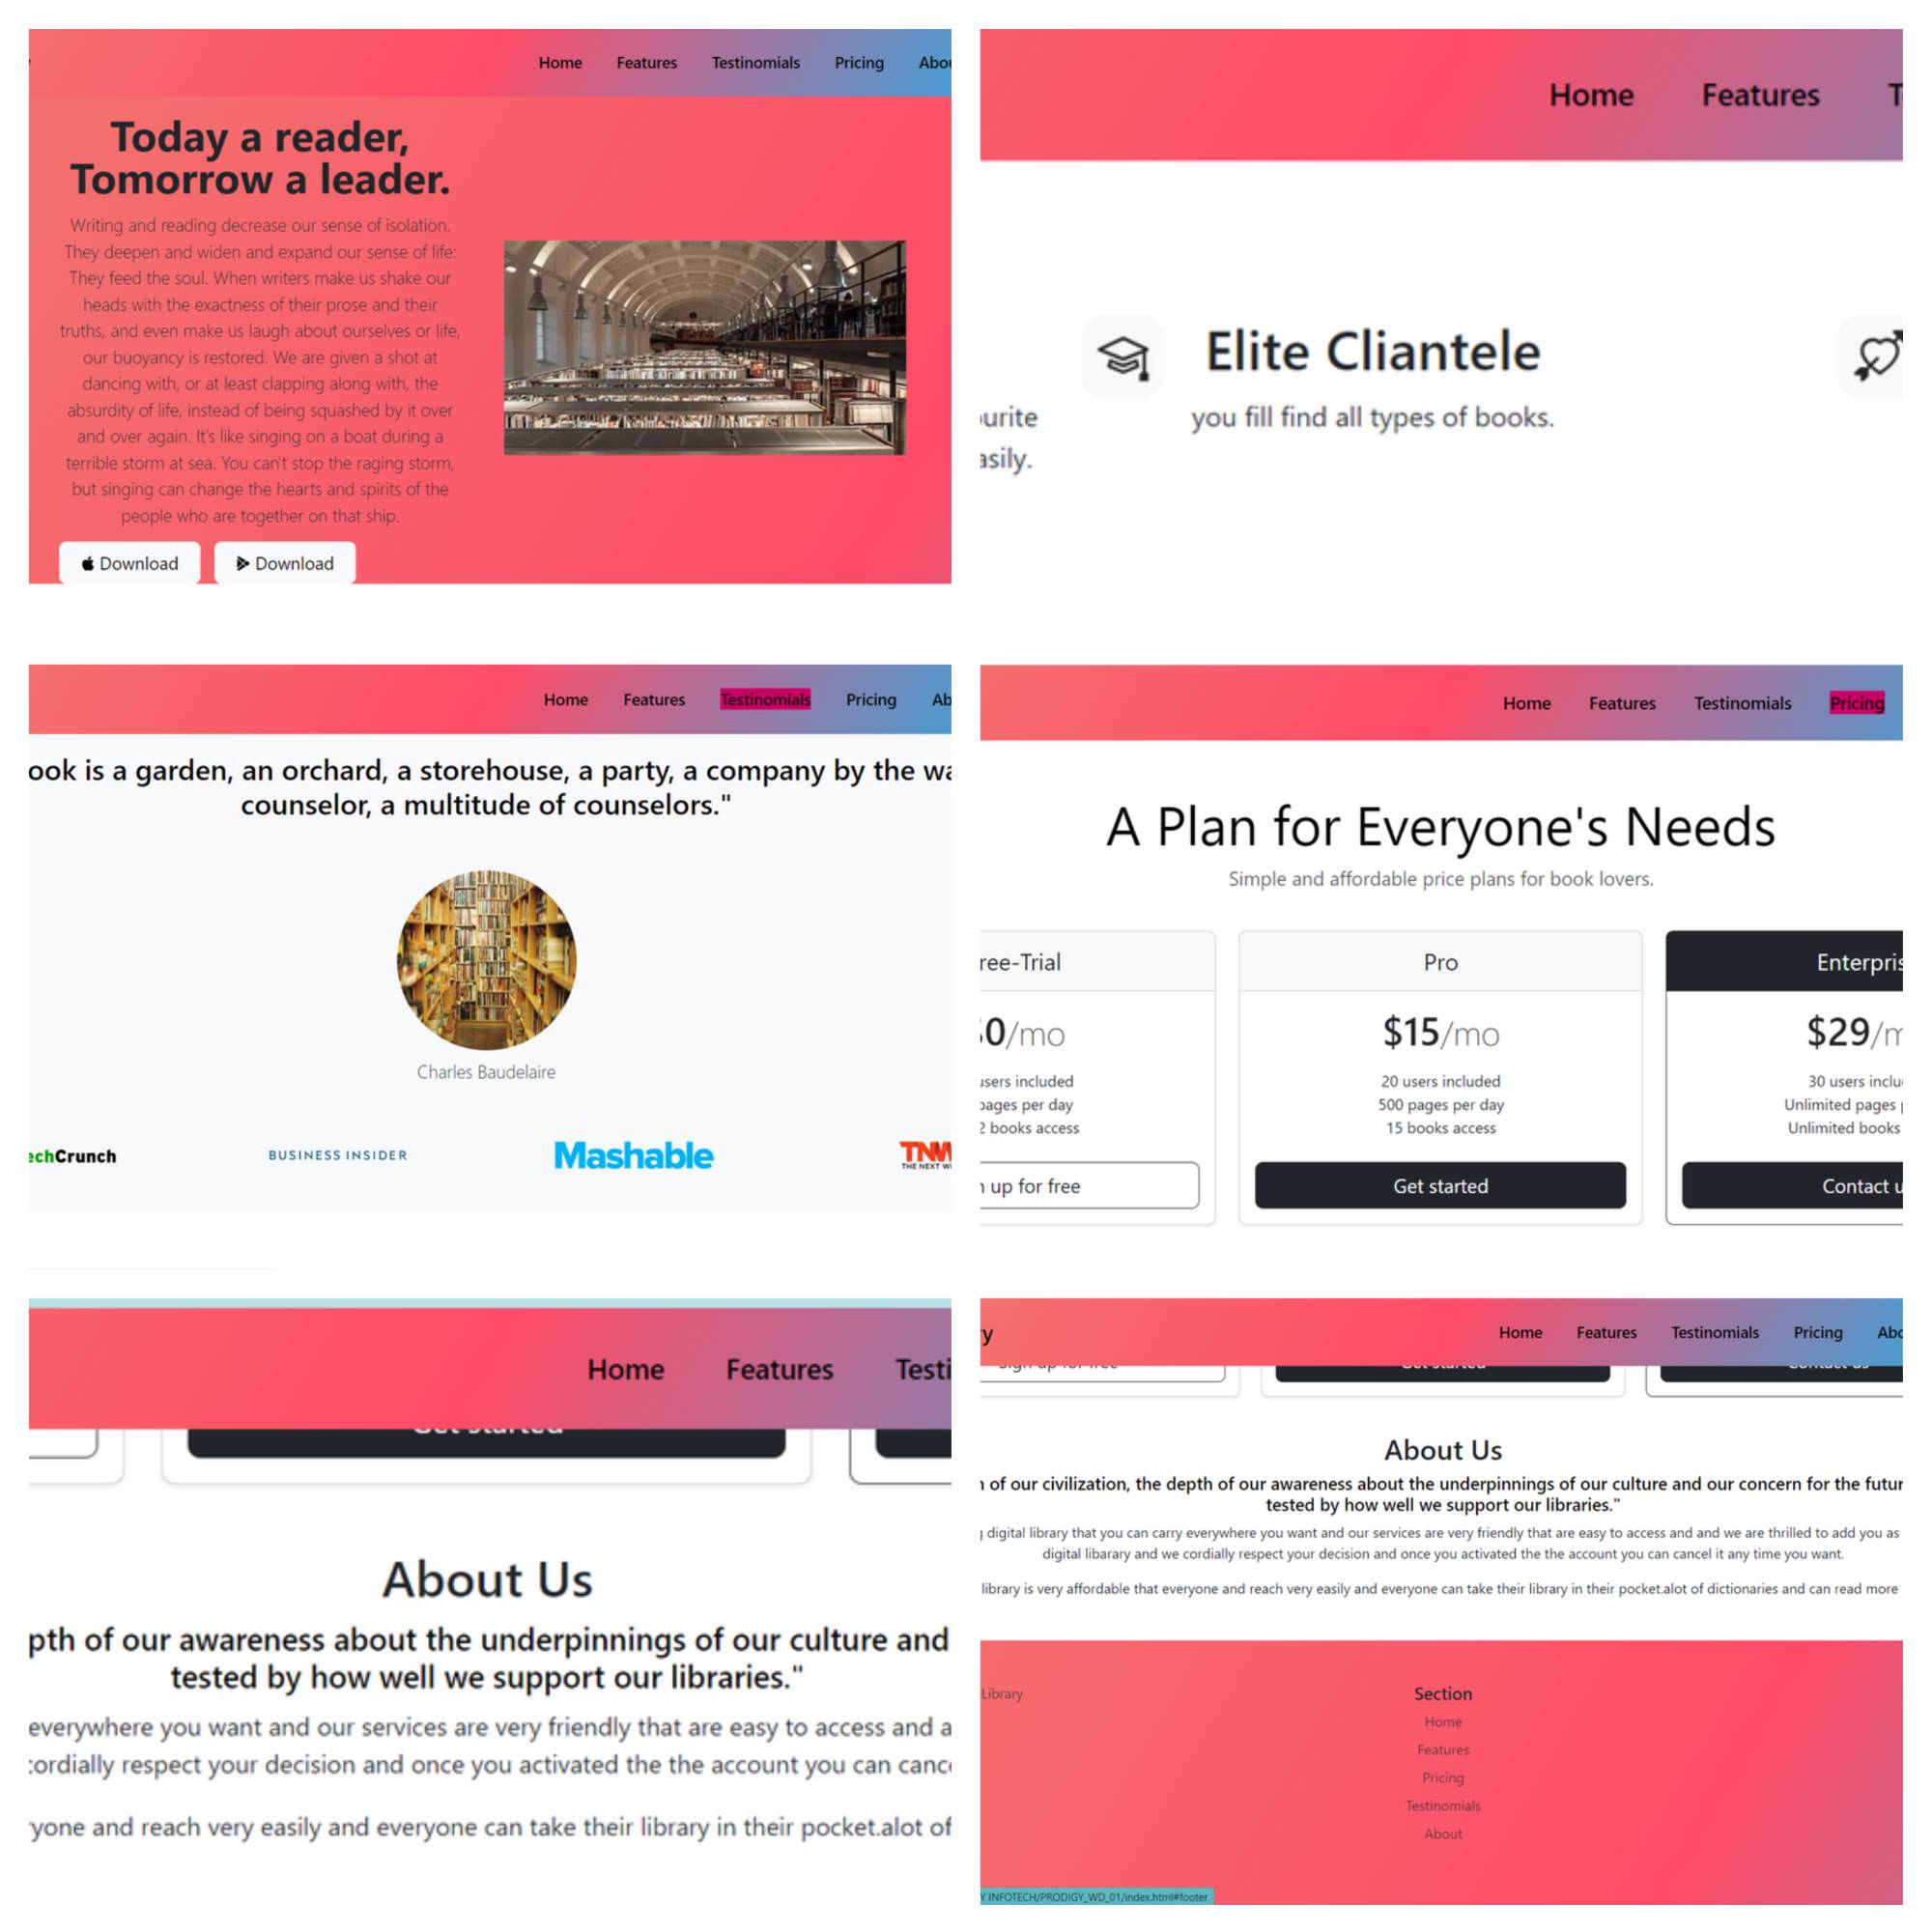 Home Features Testinomials Pricing
Today a reader,
Tomorrow a leader.
Writing and reading decrease our sense of isolation.
They deepen and widen and expand our sense of life:
They feed the soul. When writers make us shake our
heads with the exactness of their prose and their
truths, and even make us laugh about ourselves or life,
our buoyancy is restored. We are given a shot at
dancing with, or at least clapping along with, the
absurdity of life, instead of being squashed by it over
and over again. It's like singing on a boat during a
terrible storm at sea. You can't stop the raging storm,
but singing can change the hearts and spirits of the
people who are together on that ship.
Download Download
Home Features
Elite Cliantele
urite you fill find all types of books.
asily.
Home Features Testinomials Pricing Ab
ook is a garden, an orchard, a storehouse, a party, a company by the wa
counselor, a multitude of counselors."
Charles Baudelaire
echCrunch BUSINESS INSIDER Mashable TNW
THE NEXT W
Home Features Testinomials Pricing
A Plan for Everyone's Needs
Simple and affordable price plans for book lovers.
ree-Trial Pro Enterpris
0/mo $15/mo $29/m
users included 20 users included 30 users inclu
pages per day 500 pages per day Unlimited pages
2 books access 15 books access Unlimited books
up for free Get started Contact u
Home Features Testi
Get started
About Us
pth of our awareness about the underpinnings of our culture and
tested by how well we support our libraries."
everywhere you want and our services are very friendly that are easy to access and a
cordially respect your decision and once you activated the the account you can canc
yone and reach very easily and everyone can take their library in their pocket.alot of
y Home Features Testinomials Pricing Abo
Sign up for free Get started Contact us
About Us
of our civilization, the depth of our awareness about the underpinnings of our culture and our concern for the futur
tested by how well we support our libraries."
digital library that you can carry everywhere you want and our services are very friendly that are easy to access and and we are thrilled to add you as
digital libarary and we cordially respect your decision and once you activated the the account you can cancel it any time you want.
library is very affordable that everyone and reach very easily and everyone can take their library in their pocket.alot of dictionaries and can read more
Library Section
Home
Features
Pricing
Testinomials
About
Y INFOTECH/PRODIGY_WD_01/index.html#footer